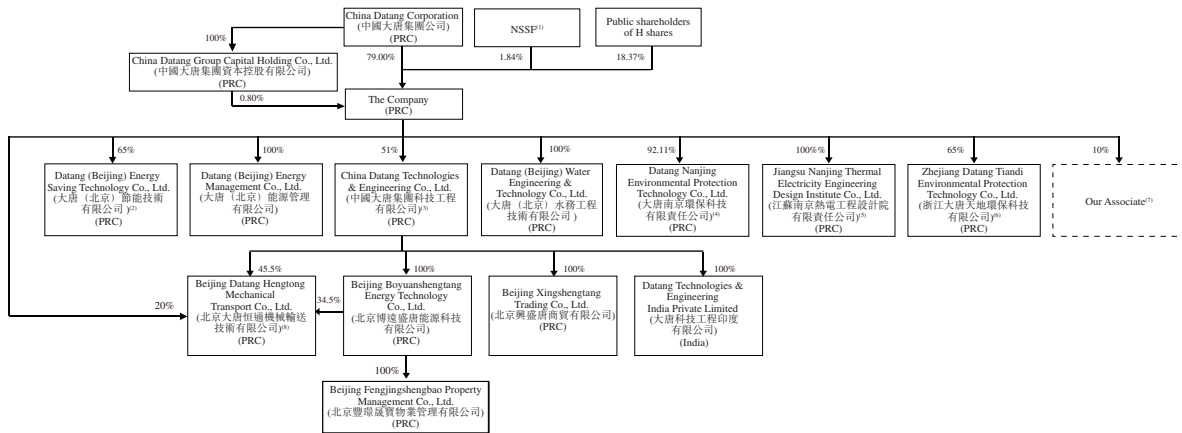 China Datang Corporation
(中國大唐集團公司)
(PRC)
NSSF(1)
Public shareholders
of H shares
100%
79.00%
1.84%
18.37%
China Datang Group Capital Holding Co., Ltd.
(中國大唐集團資本控股有限公司)
(PRC)
0.80%
The Company
(PRC)
65%
100%
51%
100%
92.11%
100%%
65%
10%
Datang (Beijing) Energy
Saving Technology Co., Ltd.
(大唐（北京）節能技術
有限公司)(2)
(PRC)
Datang (Beijing) Energy
Management Co., Ltd.
(大唐（北京）能源管理
有限公司)
(PRC)
China Datang Technologies
& Engineering Co., Ltd.
(中國大唐集團科技工程
有限公司)(3)
(PRC)
Datang (Beijing) Water
Engineering &
Technology Co., Ltd.
(大唐（北京）水務工程
技術有限公司)
(PRC)
Datang Nanjing
Environmental Protection
Technology Co., Ltd.
(大唐南京環保科技
有限責任公司)(4)
(PRC)
Jiangsu Nanjing Thermal
Electricity Engineering
Design Institute Co., Ltd.
(江蘇南京熱電工程設計院
有限責任公司)(5)
(PRC)
Zhejiang Datang Tiandi
Environmental Protection
Technology Co., Ltd.
(浙江大唐天地環保科技
有限公司)(6)
(PRC)
Our Associate(7)
45.5%
100%
100%
100%
20%
Beijing Datang Hengtong
Mechanical
Transport Co., Ltd.
(北京大唐恒通機械輸送
技術有限公司)(8)
(PRC)
34.5%
Beijing Boyuanshengtang
Energy Technology
Co., Ltd.
(北京博遠盛唐能源科技
有限公司)
(PRC)
Beijing Xingshengtang
Trading Co., Ltd.
(北京興盛唐商貿有限公司)
(PRC)
Datang Technologies &
Engineering
India Private Limited
(大唐科技工程印度
有限公司)
(India)
100%
Beijing Fengjingshengbao Property
Management Co., Ltd.
(北京豐環晟寶物業管理有限公司)
(PRC)